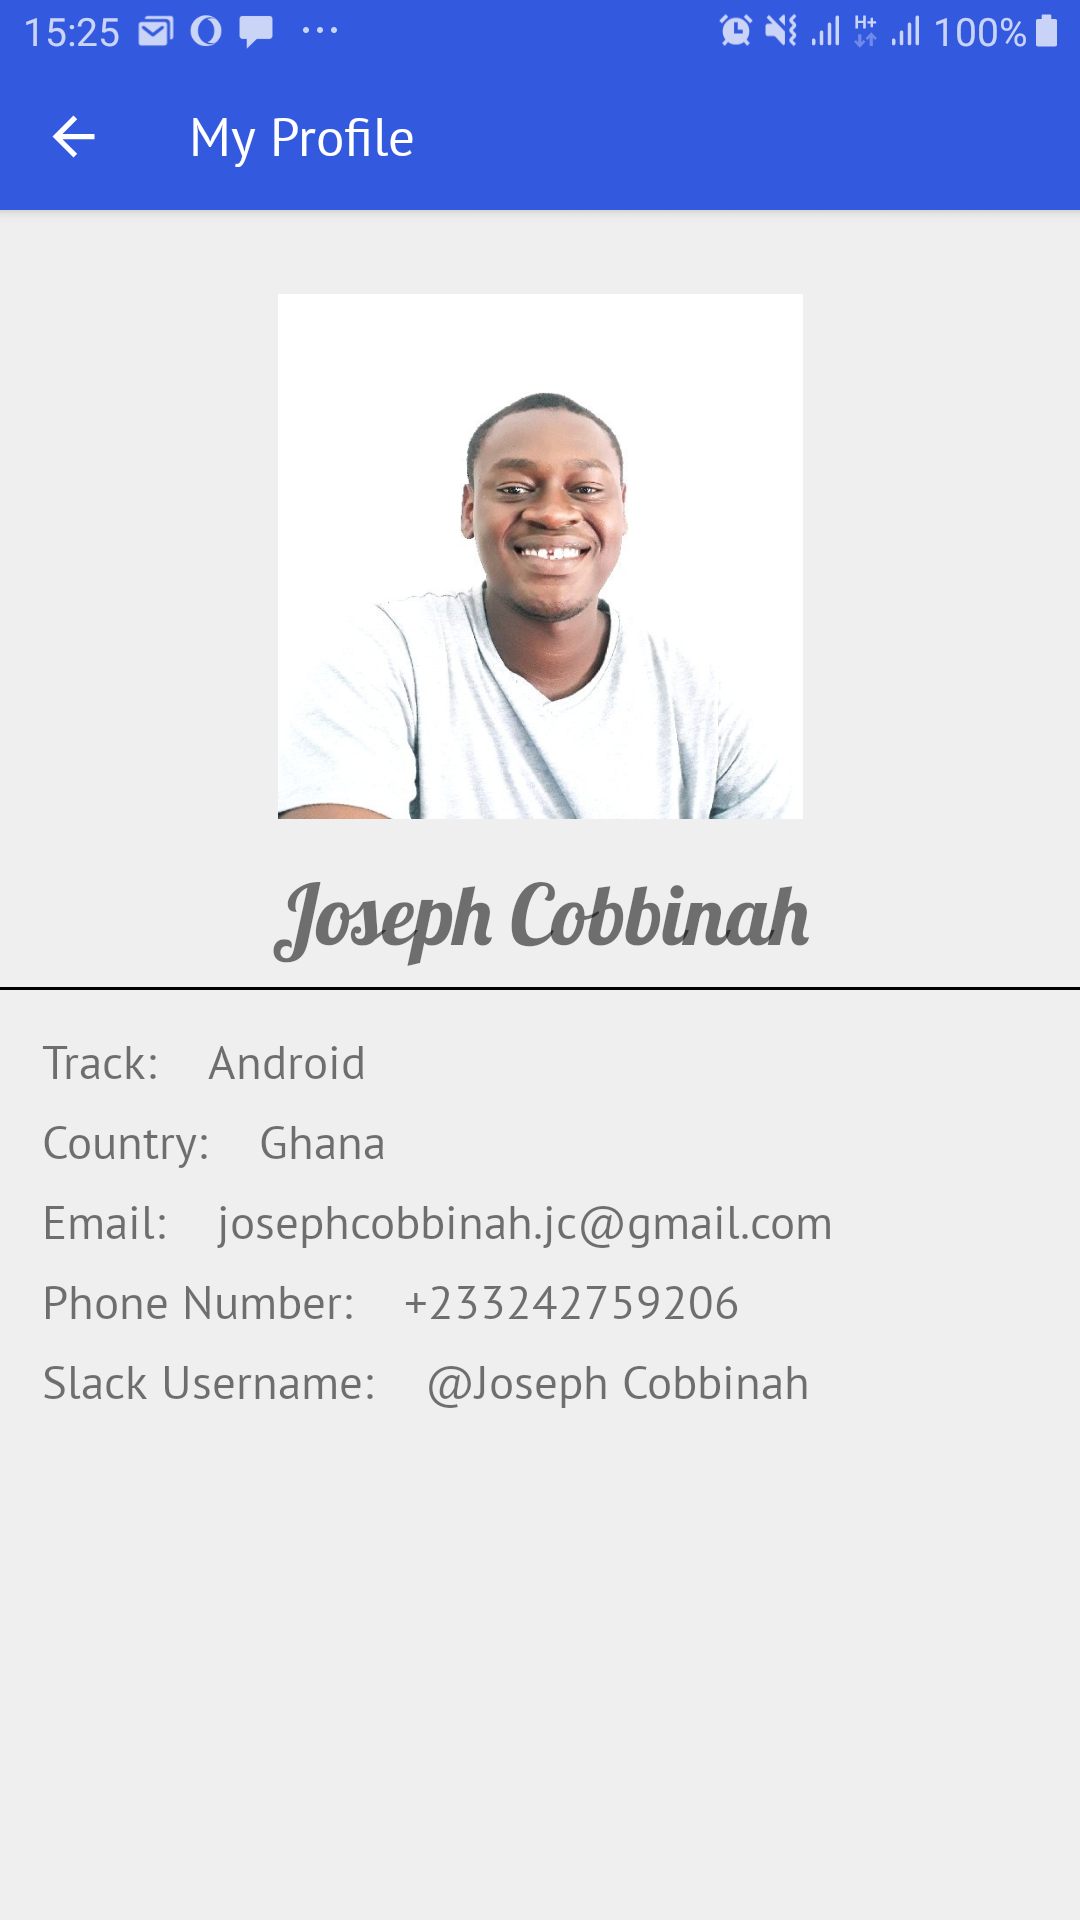 15:25 ... H+ 100%
My Profile
Joseph Cobbinah
Track: Android
Country: Ghana
Email: josephcobbinah.jc@gmail.com
Phone Number: +233242759206
Slack Username: @Joseph Cobbinah